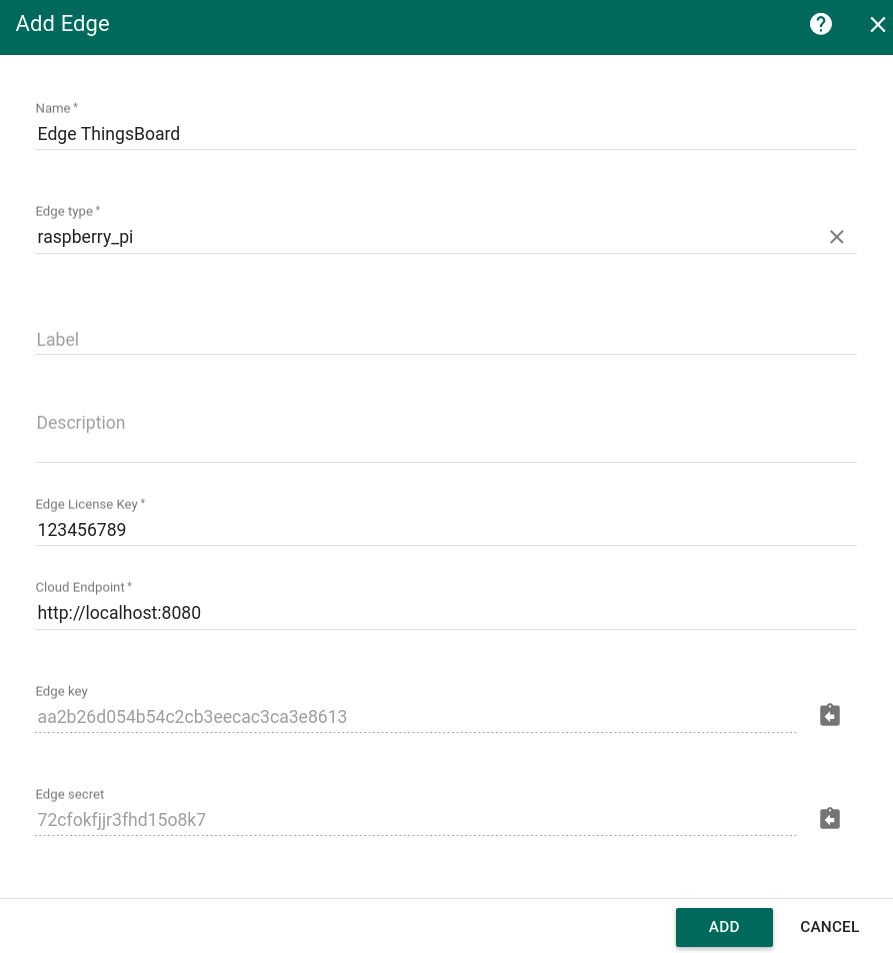 Add Edge
Name *
Edge ThingsBoard
Edge type *
raspberry_pi
Label
Description
Edge License Key *
123456789
Cloud Endpoint *
http://localhost:8080
Edge key
aa2b26d054b54c2cb3eecac3ca3e8613
Edge secret
72cfokfjjr3fhd15o8k7
ADD CANCEL